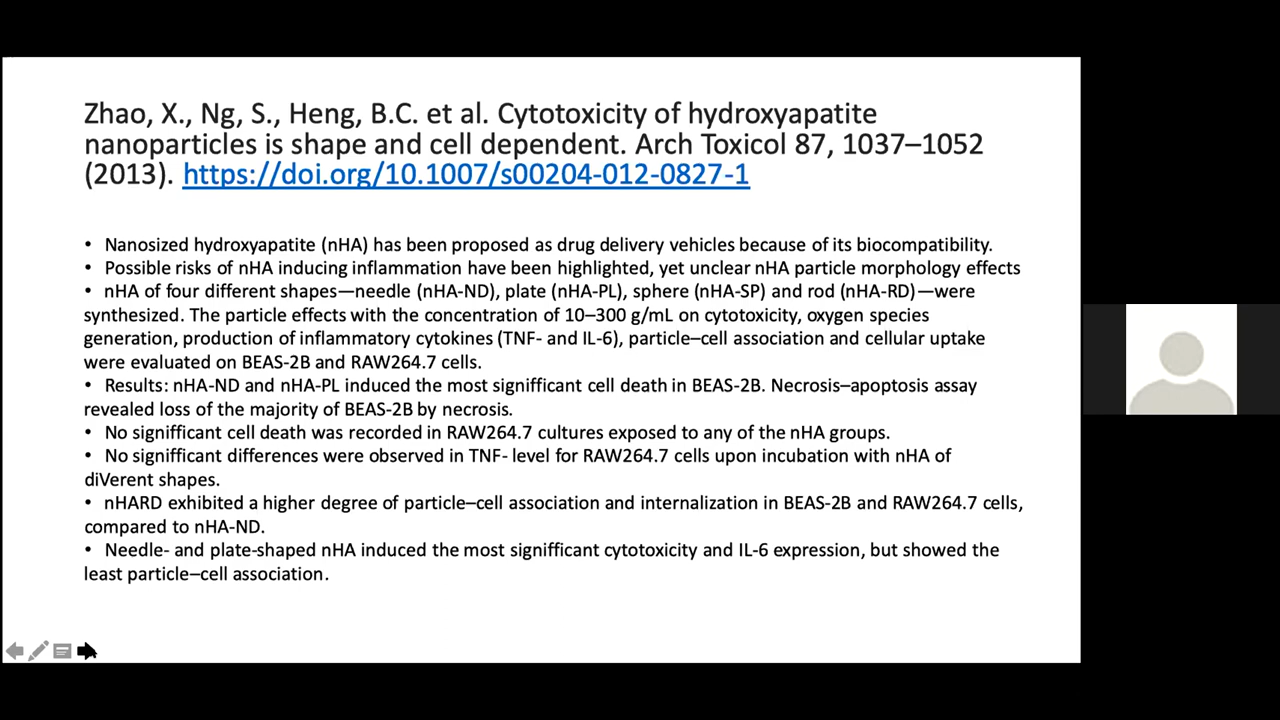 Zhao, X., Ng, S., Heng, B.C. et al. Cytotoxicity of hydroxyapatite
nanoparticles is shape and cell dependent. Arch Toxicol 87, 1037–1052
(2013). https://doi.org/10.1007/s00204-012-0827-1
• Nanosized hydroxyapatite (nHA) has been proposed as drug delivery vehicles because of its biocompatibility.
• Possible risks of nHA inducing inflammation have been highlighted, yet unclear nHA particle morphology effects
• nHA of four different shapes—needle (nHA-ND), plate (nHA-PL), sphere (nHA-SP) and rod (nHA-RD)—were
synthesized. The particle effects with the concentration of 10–300 g/mL on cytotoxicity, oxygen species
generation, production of inflammatory cytokines (TNF- and IL-6), particle–cell association and cellular uptake
were evaluated on BEAS-2B and RAW264.7 cells.
• Results: nHA-ND and nHA-PL induced the most signifficant cell death in BEAS-2B. Necrosis–apoptosis assay
revealed loss of the majority of BEAS-2B by necrosis.
• No signifficant cell death was recorded in RAW264.7 cultures exposed to any of the nHA groups.
• No significant differences were observed in TNF- level for RAW264.7 cells upon incubation with nHA of
diVerent shapes.
• nHARD exhibited a higher degree of particle–cell association and internalization in BEAS-2B and RAW264.7 cells,
compared to nHA-ND.
• Needle- and plate-shaped nHA induced the most significant cytotoxicity and IL-6 expression, but showed the
least particle–cell association.